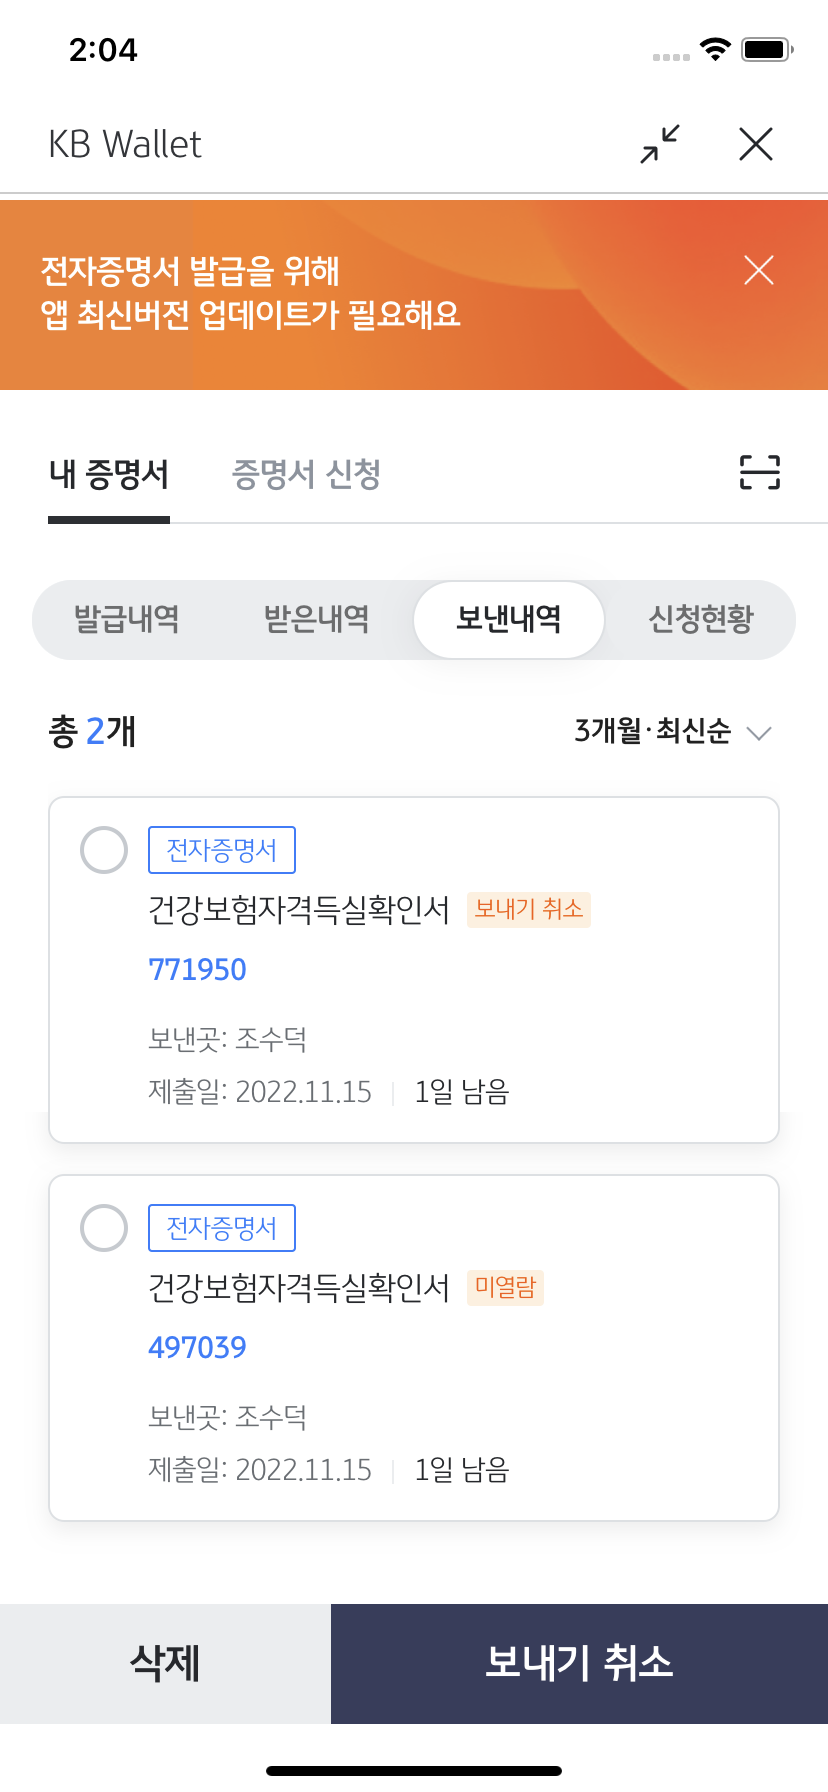 2:04
KB Wallet
전자증명서 발급을 위해
앱 최신버전 업데이트가 필요해요
내 증명서 증명서 신청
발급내역 받은내역 보낸내역 신청현황
총 2개 3개월·최신순
전자증명서
건강보험자격득실확인서 보내기 취소
771950
보낸곳: 조수덕
제출일: 2022.11.15 | 1일 남음
전자증명서
건강보험자격득실확인서 미열람
497039
보낸곳: 조수덕
제출일: 2022.11.15 | 1일 남음
삭제 보내기 취소